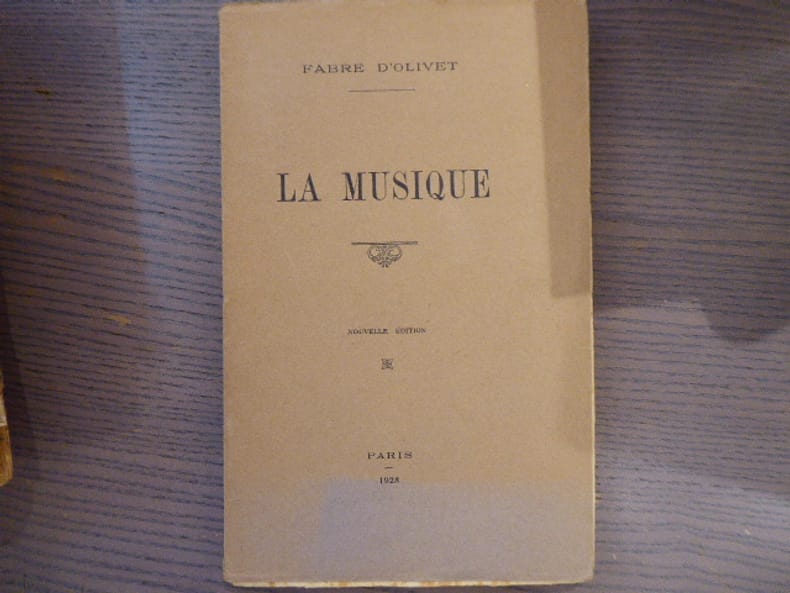 FABRE D'OLIVET
LA MUSIQUE
NOUVELLE ÉDITION
PARIS
1928